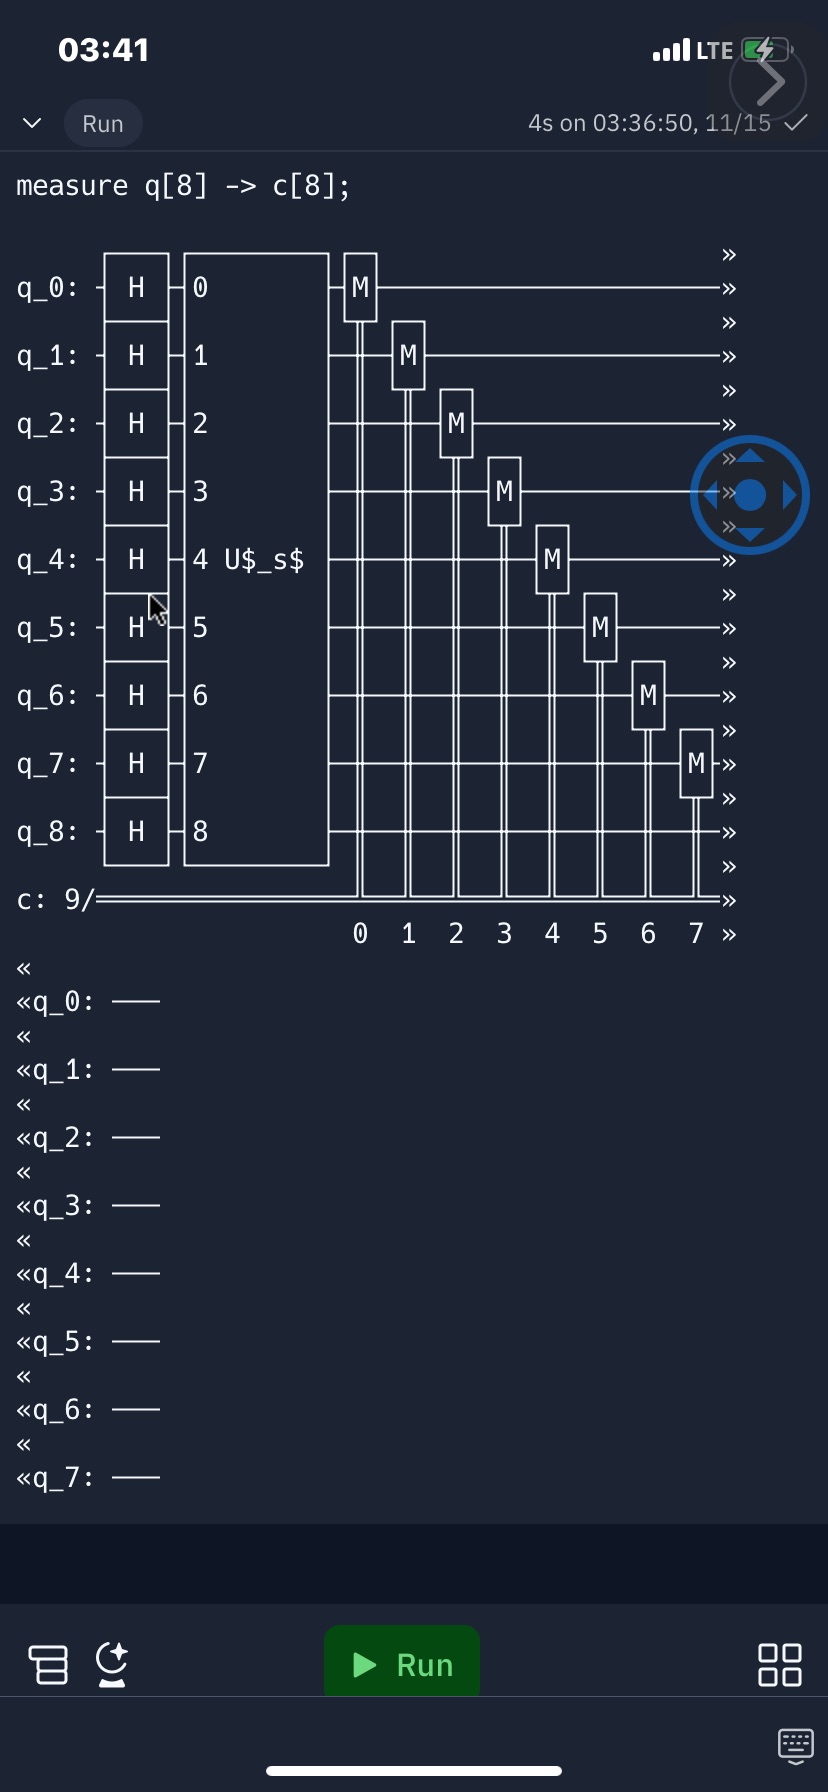 03:41 LTE
Run 4s on 03:36:50, 11/15
measure q[8] -> c[8];
»
q_0: H 0 M »
»
q_1: H 1 M »
»
q_2: H 2 M »
»
q_3: H 3 M »
»
q_4: H 4 U$_s$ M »
»
q_5: H 5 M »
»
q_6: H 6 M »
»
q_7: H 7 M »
»
q_8: H 8 »
»
c: 9/ »
0 1 2 3 4 5 6 7 »
«
«q_0:
«
«q_1:
«
«q_2:
«
«q_3:
«
«q_4:
«
«q_5:
«
«q_6:
«
«q_7:
Run